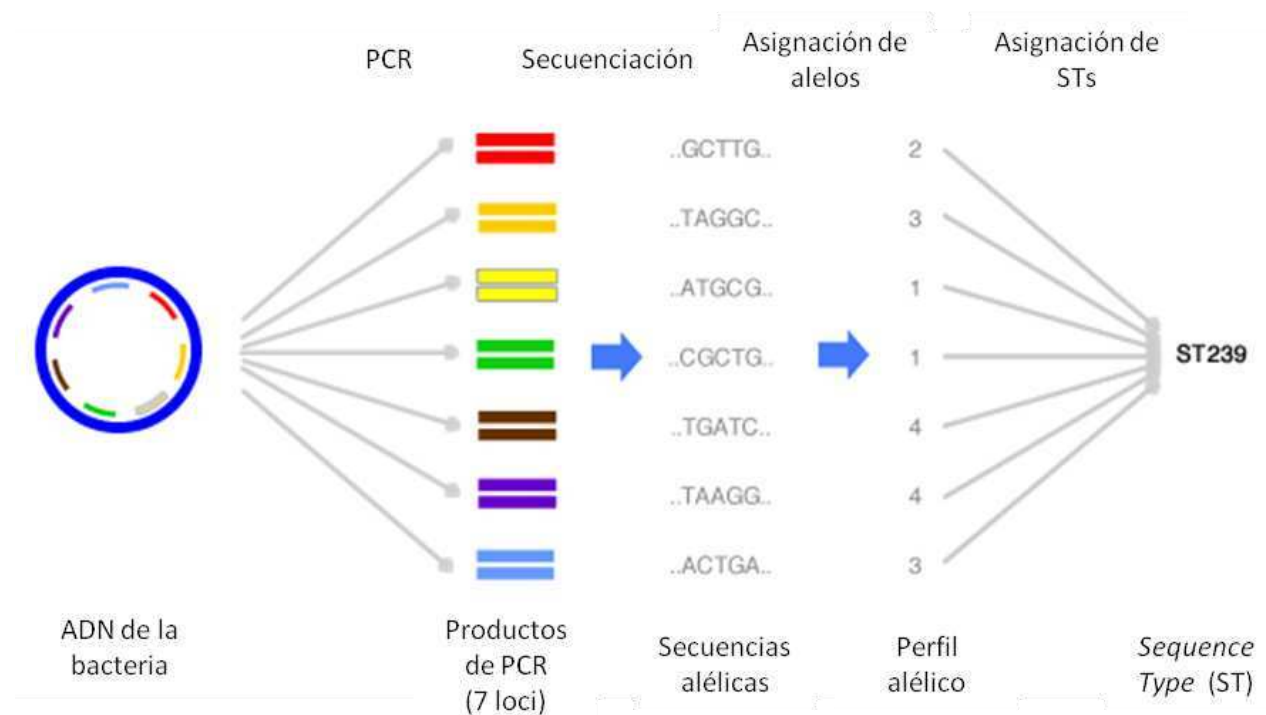 PCR
Secuenciación
Asignación de
alelos
Asignación de
STs
..GCTTG..
2
..TAGGC..
3
..ATGCG..
1
..CGCTG..
1
ST239
..TGATC..
4
..TAAGG..
4
..ACTGA..
3
ADN de la
bacteria
Productos
de PCR
(7 loci)
Secuencias
alélicas
Perfil
alélico
Sequence
Type (ST)